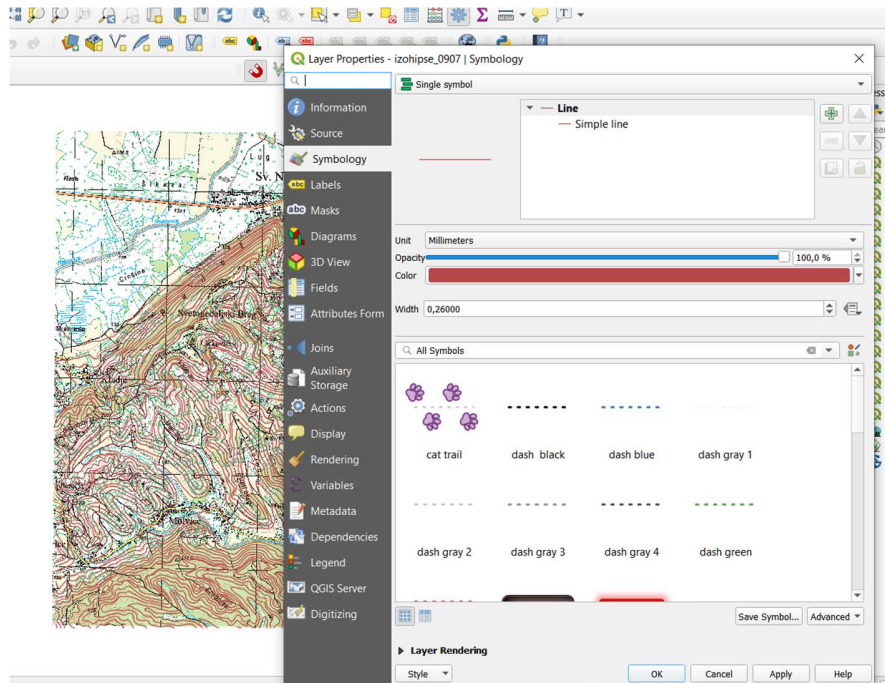 Layer Properties - izohipse_0907 | Symbology
Single symbol
Information
Source
Symbology
Labels
Masks
Diagrams
3D View
Fields
Attributes Form
Joins
Auxiliary
Storage
Actions
Display
Rendering
Variables
Metadata
Dependencies
Legend
QGIS Server
Digitizing
Line
Simple line
Unit Millimeters
Opacity 100,0 %
Color
Width 0,26000
All Symbols
cat trail dash  black dash blue dash gray 1
dash gray 2 dash gray 3 dash gray 4 dash green
Save Symbol... Advanced
Layer Rendering
Style OK Cancel Apply Help
Lug
Sv. N
Molvice